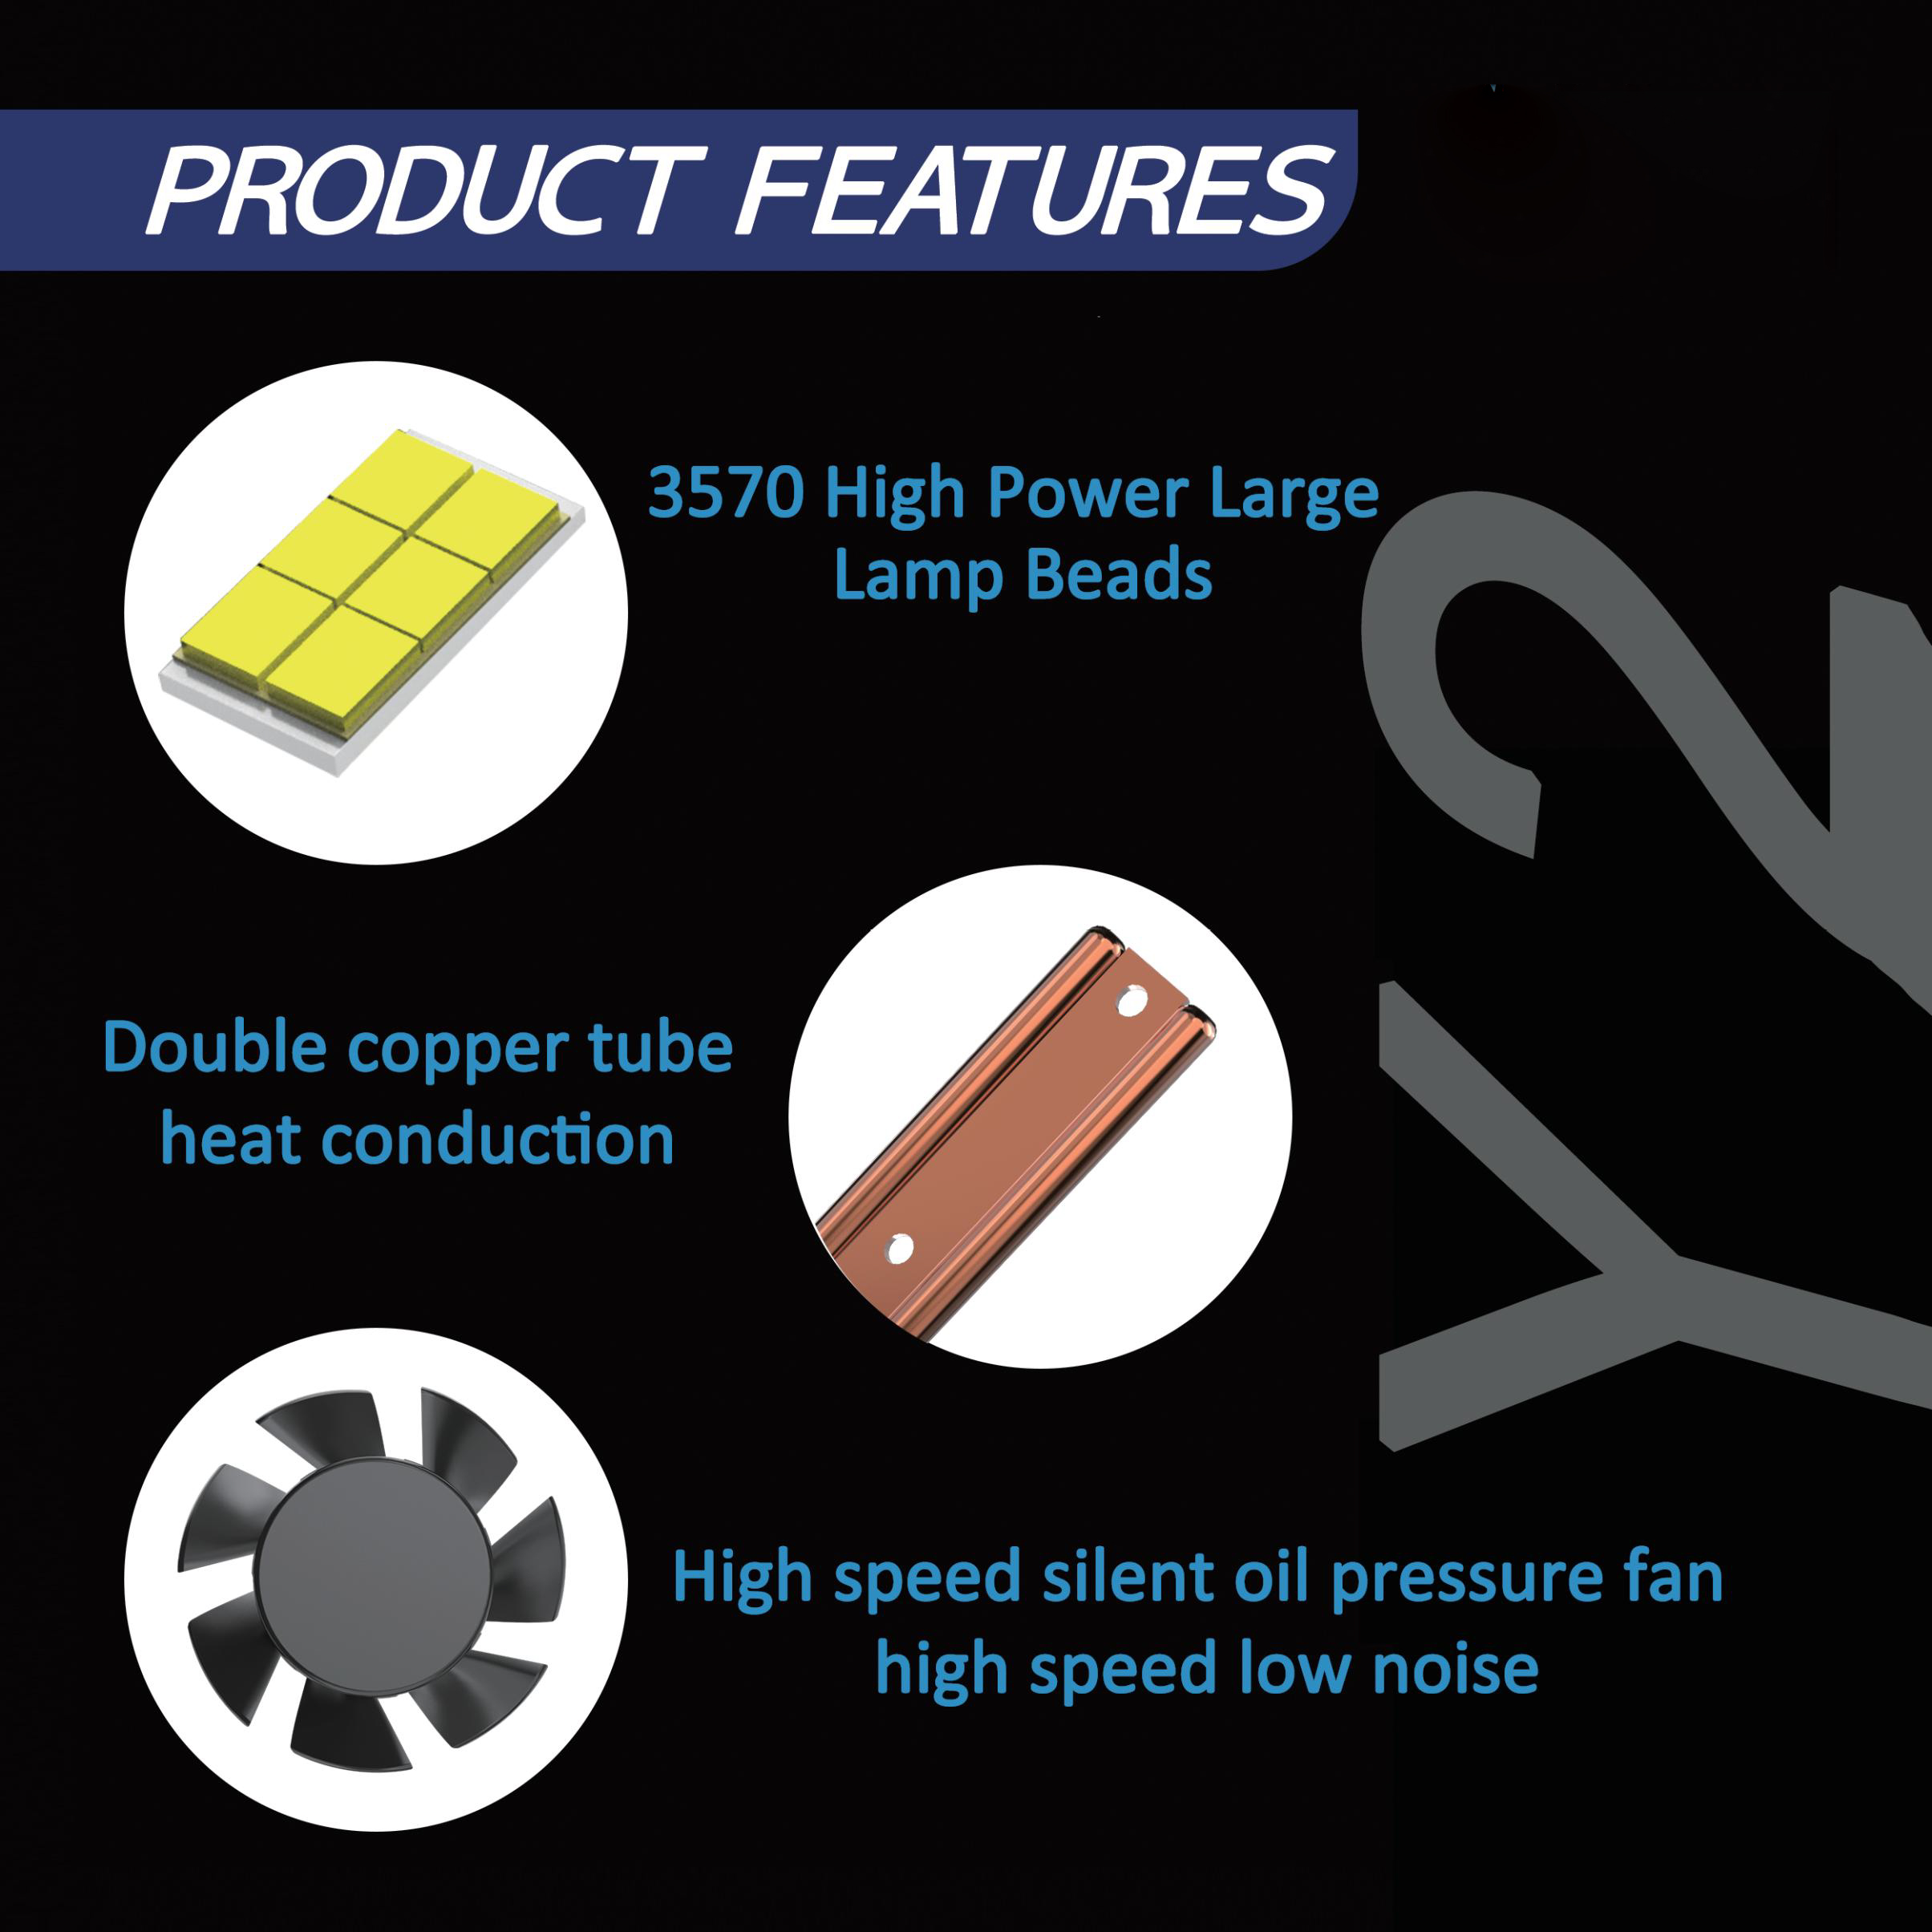 PRODUCT FEATURES
3570 High Power Large
Lamp Beads
Double copper tube
heat conduction
High speed silent oil pressure fan
high speed low noise
Y2